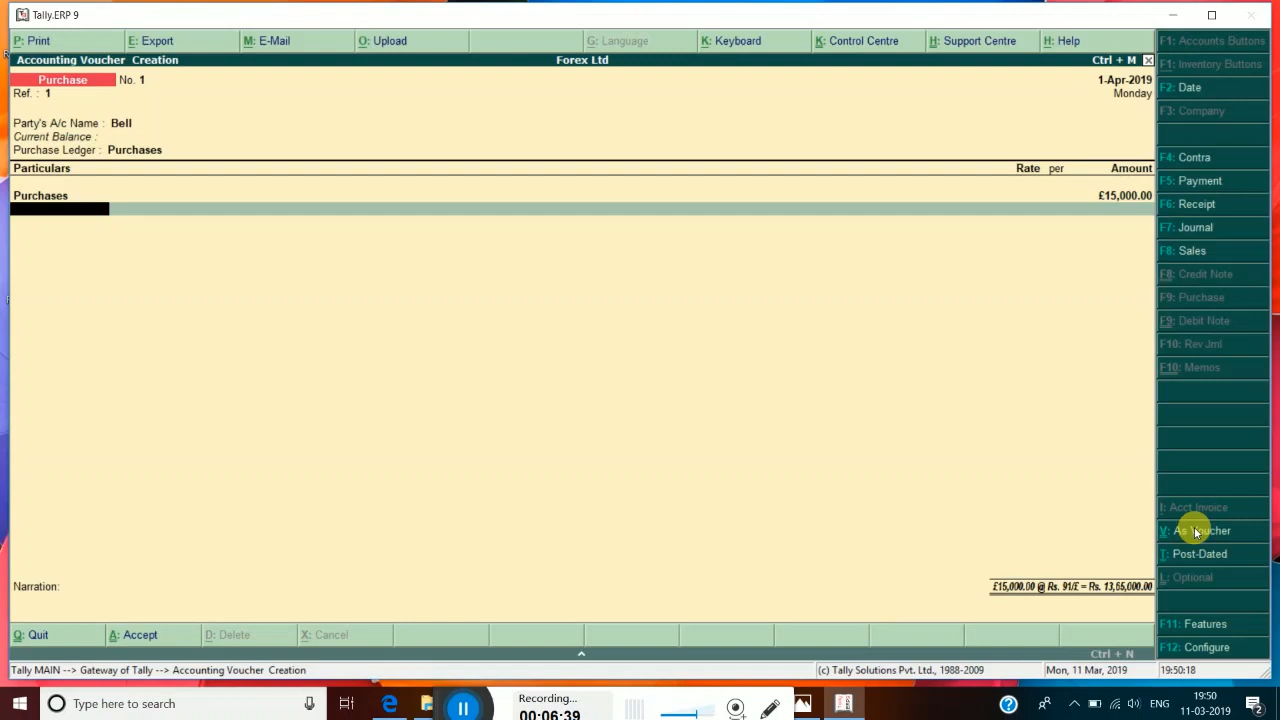 Tally.ERP 9
P: Print
E: Export
M: E-Mail
O: Upload
G: Language
K: Keyboard
K: Control Centre
H: Support Centre
H: Help
Accounting Voucher Creation
Forex Ltd
Ctrl + M
Purchase No. 1
1-Apr-2019
Ref. : 1
Monday
Party's A/c Name : Bell
Current Balance :
Purchase Ledger : Purchases
Particulars
Rate per
Amount
Purchases
£15,000.00
Narration:
£15,000.00 @ Rs. 91/£ = Rs. 13,65,000.00
Q: Quit
A: Accept
D: Delete
X: Cancel
Ctrl + N
F1: Accounts Buttons
F1: Inventory Buttons
F2: Date
F3: Company
F4: Contra
F5: Payment
F6: Receipt
F7: Journal
F8: Sales
F8: Credit Note
F9: Purchase
F9: Debit Note
F10: Rev Jrnl
F10: Memos
I: Acct Invoice
V: As Voucher
T: Post-Dated
L: Optional
F11: Features
F12: Configure
Tally MAIN --> Gateway of Tally --> Accounting Voucher Creation
(c) Tally Solutions Pvt. Ltd., 1988-2009
Mon, 11 Mar, 2019
19:50:18
Type here to search
Recording...
00:06:39
ENG
19:50
11-03-2019
2